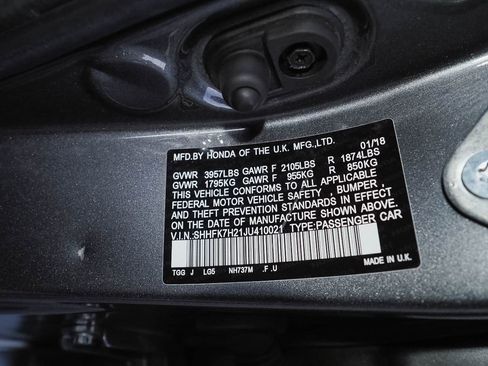 MFD.BY HONDA OF THE U.K. MFG.,LTD. 01/18
GVWR 3957LBS GAWR F 2105LBS R 1874LBS
GVWR 1795KG GAWR F 955KG R 850KG
THIS VEHICLE CONFORMS TO ALL APPLICABLE
FEDERAL MOTOR VEHICLE SAFETY , BUMPER ,
AND THEFT PREVENTION STANDARDS IN EFFECT
ON THE DATE OF MANUFACTURE SHOWN ABOVE.
V.I.N.:SHHFK7H21JU410021 TYPE:PASSENGER CAR
TGG J LG5 NH737M .F .U MADE IN U.K.